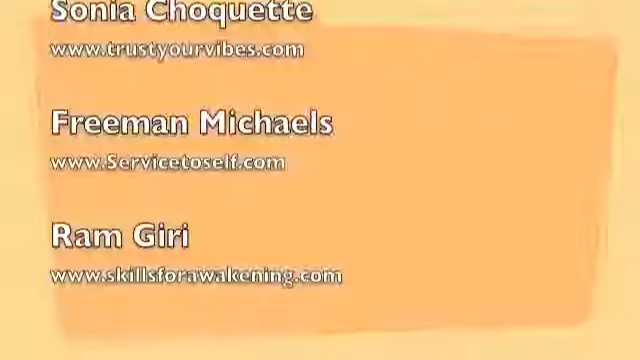 Sonia Choquette
www.trustyourvibes.com
Freeman Michaels
www.Servicetoself.com
Ram Giri
www.skillsforawakening.com